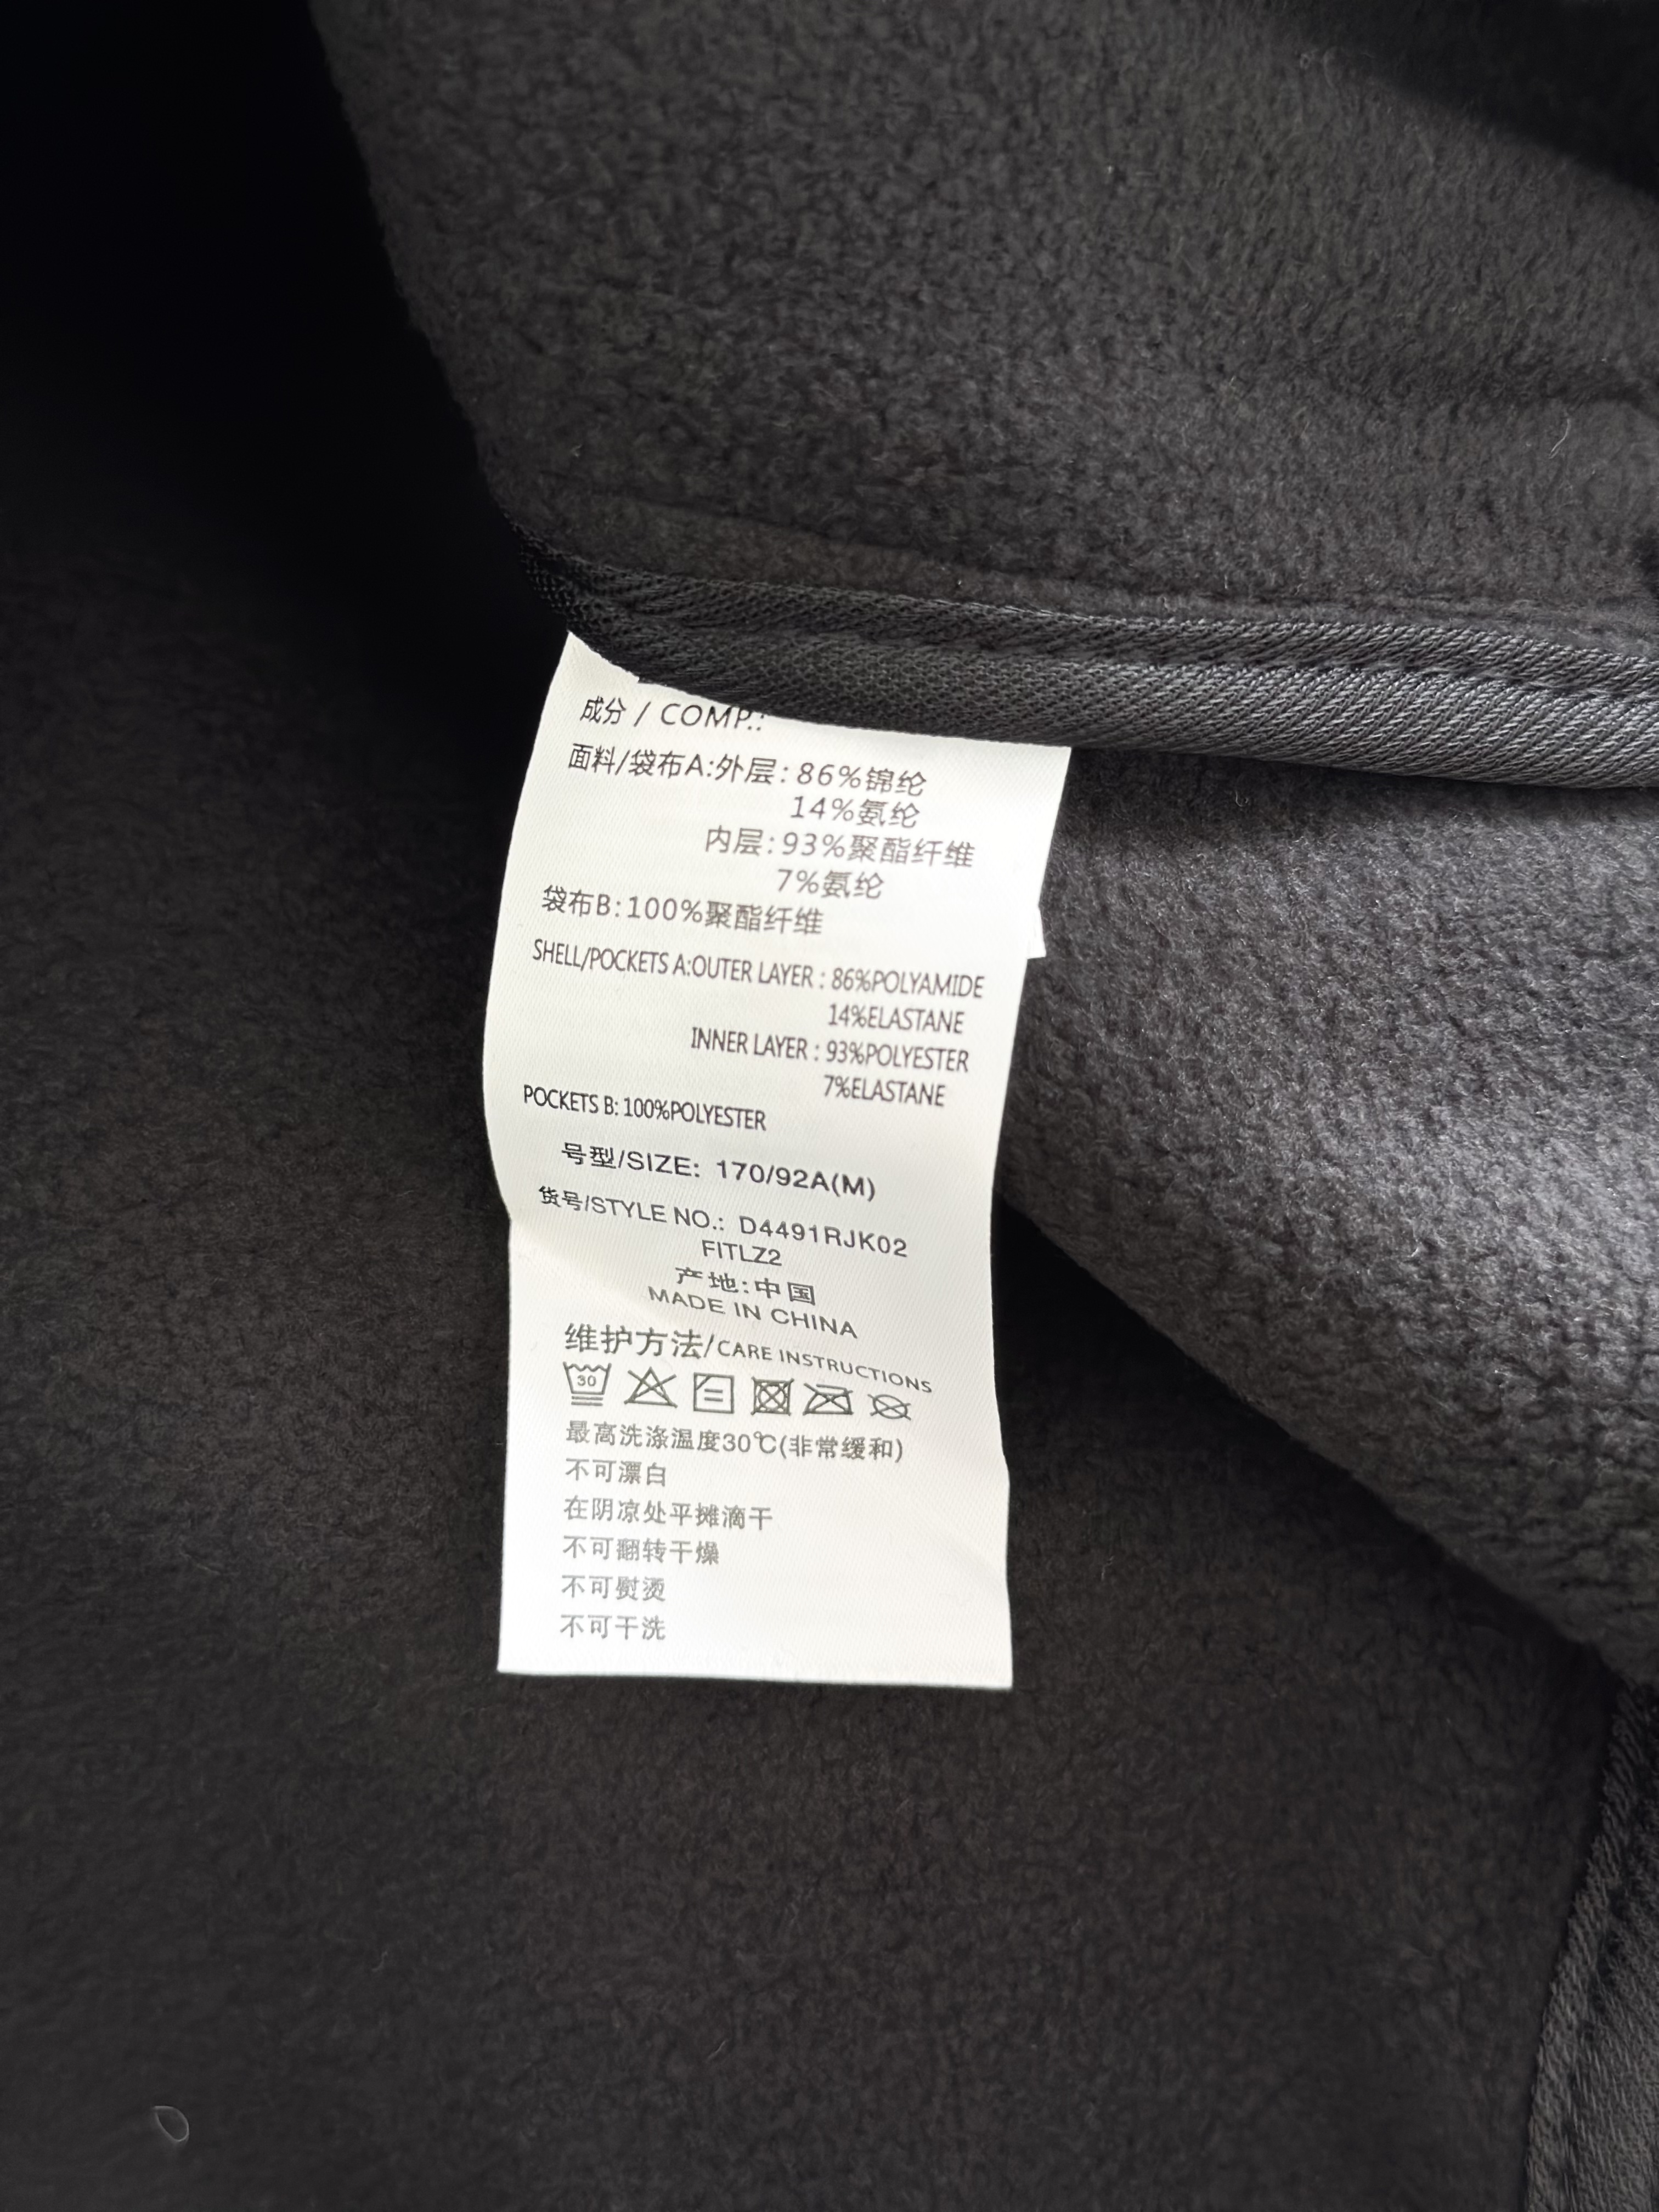 成分 / COMP.:
面料/袋布A:外层: 86%锦纶
14%氨纶
内层: 93%聚酯纤维
7%氨纶
袋布B: 100%聚酯纤维
SHELL/POCKETS A:OUTER LAYER : 86%POLYAMIDE
14%ELASTANE
INNER LAYER : 93%POLYESTER
7%ELASTANE
POCKETS B: 100%POLYESTER
号型/SIZE: 170/92A(M)
货号/STYLE NO.: D4491RJK02
FITLZ2
产地:中国
MADE IN CHINA
维护方法/CARE INSTRUCTIONS
30
最高洗涤温度30℃(非常缓和)
不可漂白
在阴凉处平摊滴干
不可翻转干燥
不可熨烫
不可干洗